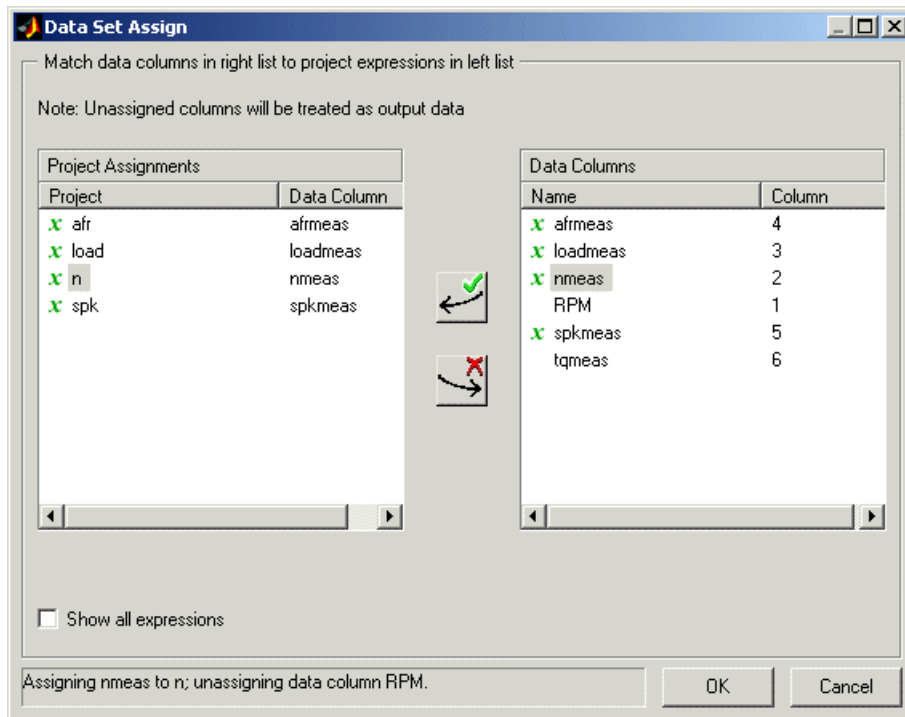 Data Set Assign
Match data columns in right list to project expressions in left list
Note: Unassigned columns will be treated as output data
Project Assignments
Project Data Column
x afr afrmeas
x load loadmeas
x n nmeas
x spk spkmeas
Data Columns
Name Column
x afrmeas 4
x loadmeas 3
x nmeas 2
RPM 1
x spkmeas 5
tqmeas 6
Show all expressions
Assigning nmeas to n; unassigning data column RPM.
OK Cancel